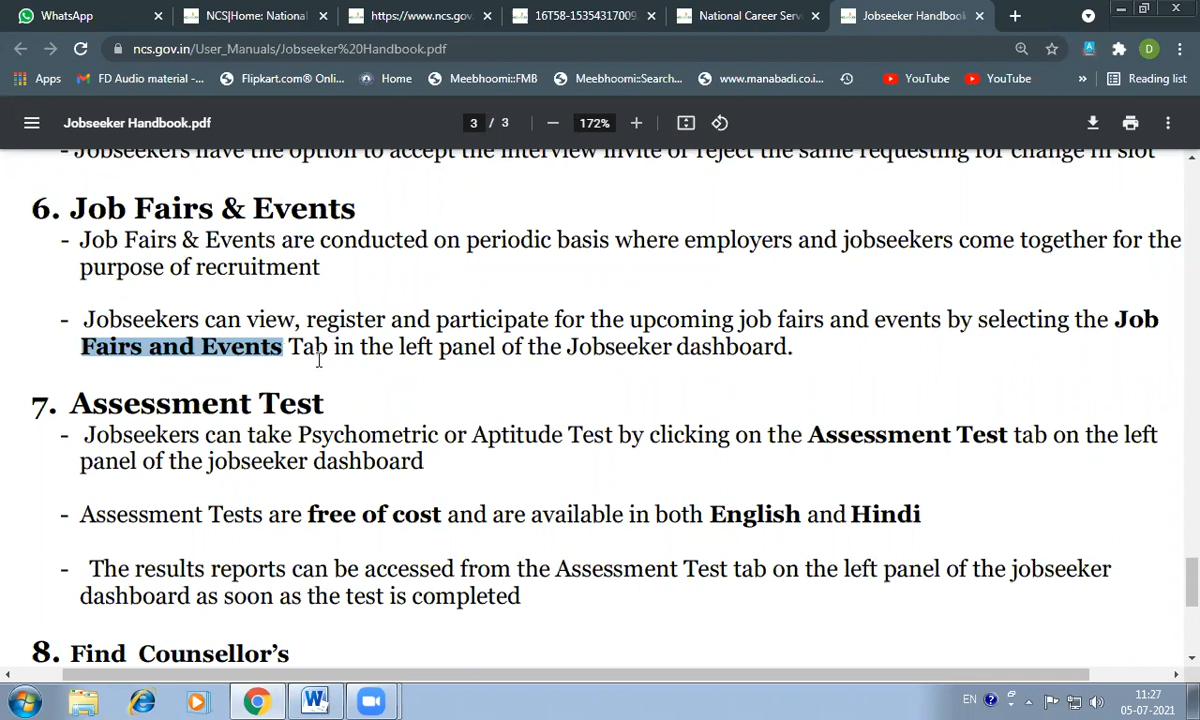 WhatsApp
NCS|Home: National
https://www.ncs.gov.
16T58-1535431700
National Career Serv
Jobseeker Handbook
D
ncs.gov.in/User_Manuals/Jobseeker%20Handbook.pdf
Apps
FD Audio material -...
Flipkart.com® Onli...
Home
Meebhoomi::FMB
Meebhoomi::Search...
www.manabadi.co.i...
YouTube
YouTube
»
Reading list
Jobseeker Handbook.pdf
3 / 3
172%
- Jobseekers have the option to accept the interview invite or reject the same requesting for change in slot
6. Job Fairs & Events
- Job Fairs & Events are conducted on periodic basis where employers and jobseekers come together for the
purpose of recruitment
- Jobseekers can view, register and participate for the upcoming job fairs and events by selecting the Job
Fairs and Events Tab in the left panel of the Jobseeker dashboard.
7. Assessment Test
- Jobseekers can take Psychometric or Aptitude Test by clicking on the Assessment Test tab on the left
panel of the jobseeker dashboard
- Assessment Tests are free of cost and are available in both English and Hindi
- The results reports can be accessed from the Assessment Test tab on the left panel of the jobseeker
dashboard as soon as the test is completed
8. Find Counsellor's
EN
11:27
05-07-2021